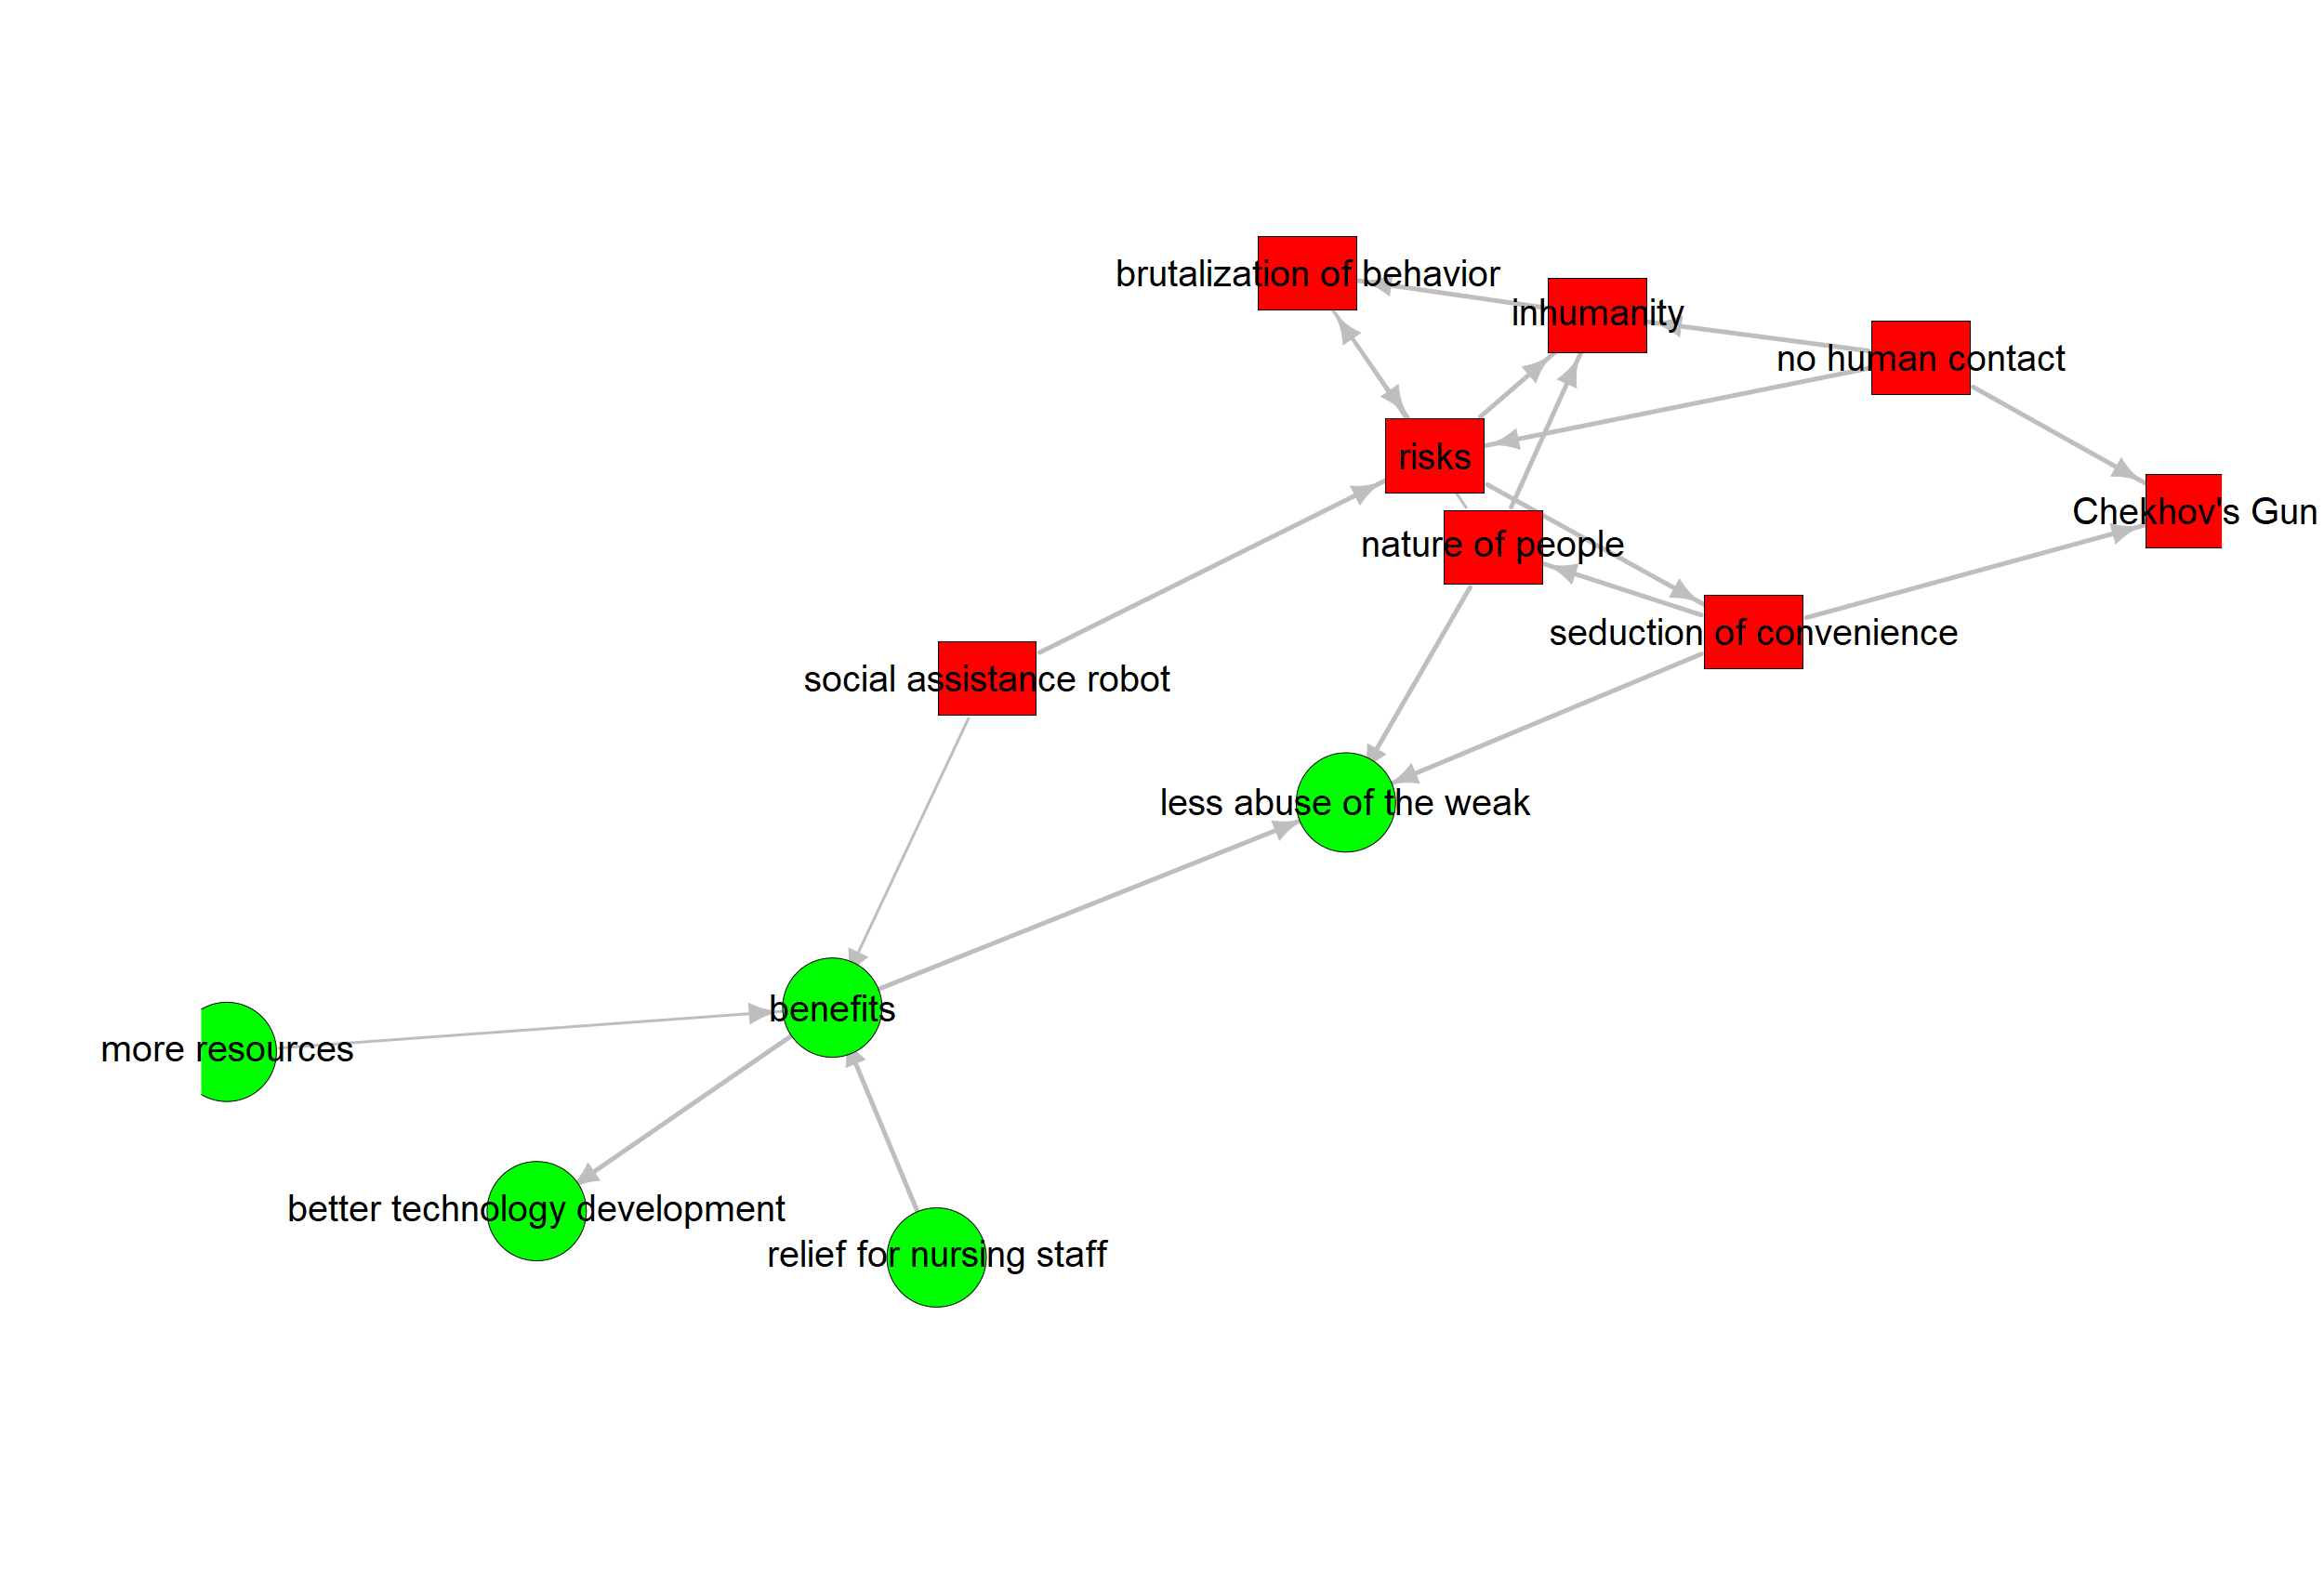 brutalization of behavior
inhumanity
no human contact
risks
Chekhov's Gun
nature of people
seduction of convenience
social assistance robot
less abuse of the weak
benefits
more resources
better technology development
relief for nursing staff